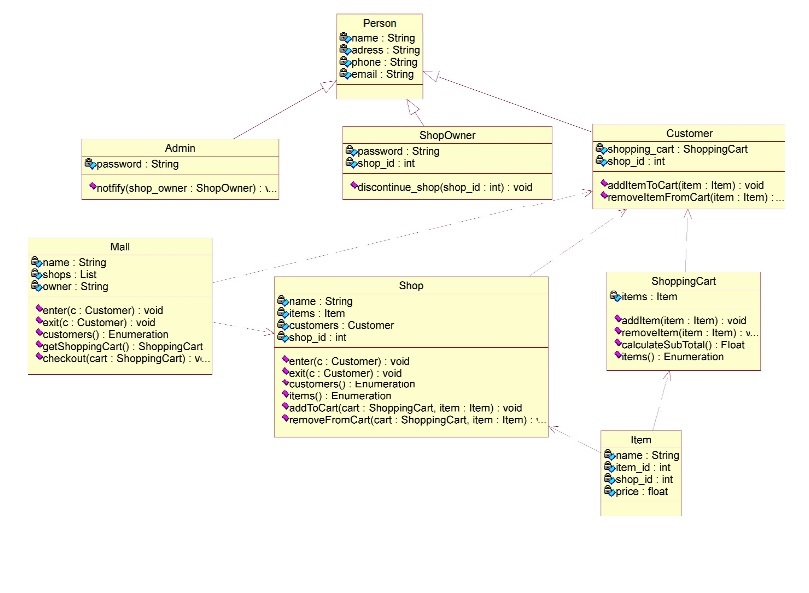 Person
name : String
adress : String
phone : String
email : String
Admin
password : String
notfify(shop_owner : ShopOwner) : v...
ShopOwner
password : String
shop_id : int
discontinue_shop(shop_id : int) : void
Customer
shopping_cart : ShoppingCart
shop_id : int
addItemToCart(item : Item) : void
removeItemFromCart(item : Item) : ...
Mall
name : String
shops : List
owner : String
enter(c : Customer) : void
exit(c : Customer) : void
customers() : Enumeration
getShoppingCart() : ShoppingCart
checkout(cart : ShoppingCart) : v...
Shop
name : String
items : Item
customers : Customer
shop_id : int
enter(c : Customer) : void
exit(c : Customer) : void
customers() : Enumeration
items() : Enumeration
addToCart(cart : ShoppingCart, item : Item) : void
removeFromCart(cart : ShoppingCart, item : Item) : v...
ShoppingCart
items : Item
addItem(item : Item) : void
removeItem(item : Item) : v...
calculateSubTotal() : Float
items() : Enumeration
Item
name : String
item_id : int
shop_id : int
price : float